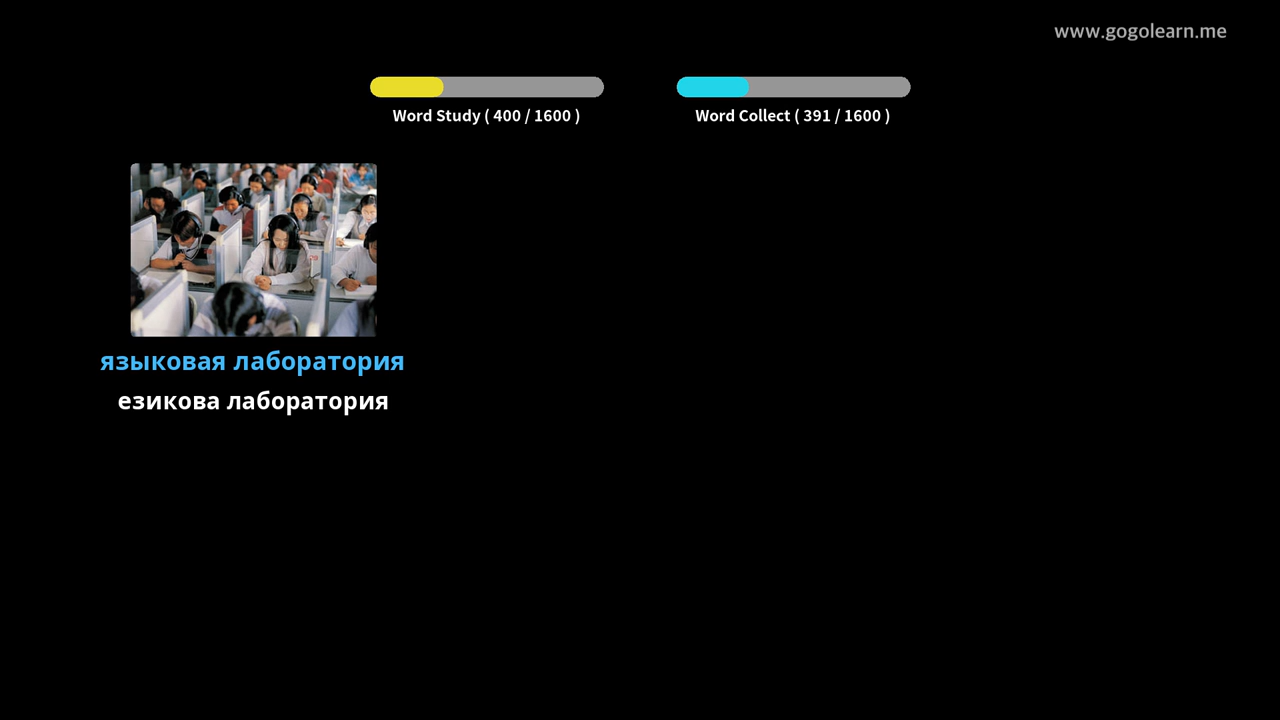 www.gogolearn.me
Word Study ( 400 / 1600 )
Word Collect ( 391 / 1600 )
языковая лаборатория
езикова лаборатория